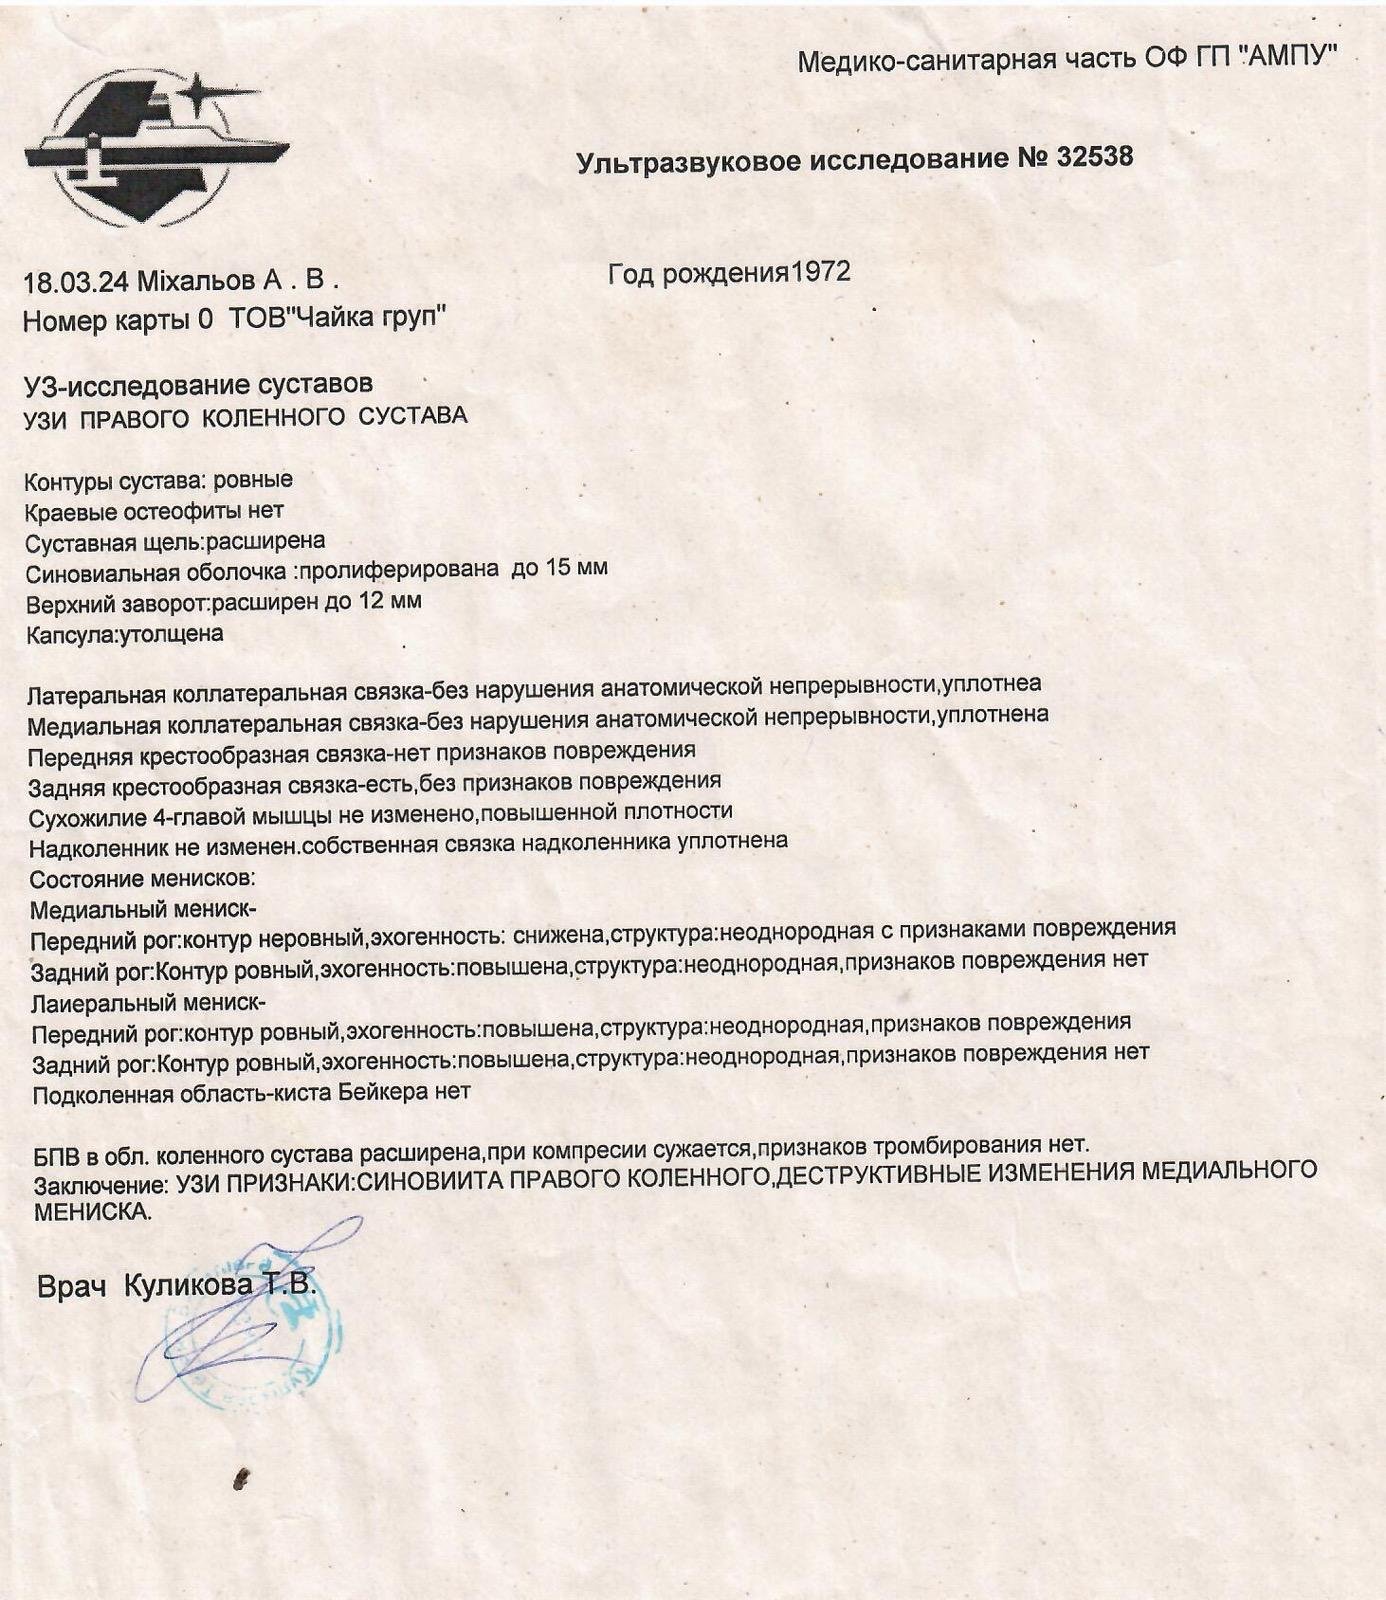 Медико-санитарная часть ОФ ГП "АМПУ"
Ультразвуковое исследование № 32538
18.03.24 Міхальов А . В .
Год рождения1972
Номер карты 0 ТОВ"Чайка груп"
УЗ-исследование суставов
УЗИ ПРАВОГО КОЛЕННОГО СУСТАВА
Контуры сустава: ровные
Краевые остеофиты нет
Суставная щель:расширена
Синовиальная оболочка :пролиферирована до 15 мм
Верхний заворот:расширен до 12 мм
Капсула:утолщена
Латеральная коллатеральная связка-без нарушения анатомической непрерывности,уплотнеа
Медиальная коллатеральная связка-без нарушения анатомической непрерывности,уплотнена
Передняя крестообразная связка-нет признаков повреждения
Задняя крестообразная связка-есть,без признаков повреждения
Сухожилие 4-главой мышцы не изменено,повышенной плотности
Надколенник не изменен.собственная связка надколенника уплотнена
Состояние менисков:
Медиальный мениск-
Передний рог:контур неровный,эхогенность: снижена,структура:неоднородная с признаками повреждения
Задний рог:Контур ровный,эхогенность:повышена,структура:неоднородная,признаков повреждения нет
Лаиеральный мениск-
Передний рог:контур ровный,эхогенность:повышена,структура:неоднородная,признаков повреждения
Задний рог:Контур ровный,эхогенность:повышена,структура:неоднородная,признаков повреждения нет
Подколенная область-киста Бейкера нет
БПВ в обл. коленного сустава расширена,при компресии сужается,признаков тромбирования нет.
Заключение: УЗИ ПРИЗНАКИ:СИНОВИИТА ПРАВОГО КОЛЕННОГО,ДЕСТРУКТИВНЫЕ ИЗМЕНЕНИЯ МЕДИАЛЬНОГО
МЕНИСКА.
Врач Куликова Т.В.